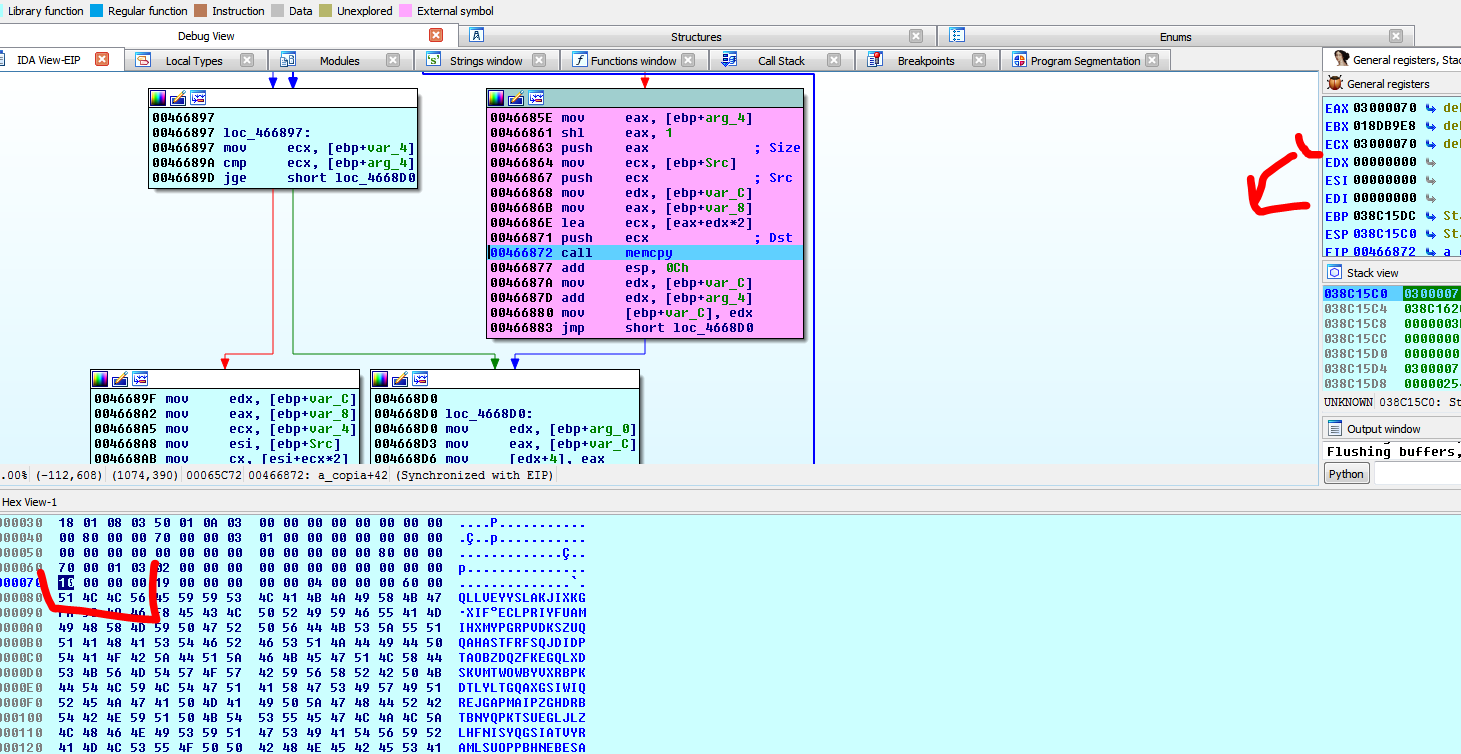 Library function Regular function Instruction Data Unexplored External symbol
Debug View Structures Enums
IDA View-EIP Local Types Modules Strings window Functions window Call Stack Breakpoints Program Segmentation General registers, Stac
General registers
EAX 03000070 de
EBX 018DB9E8 de
ECX 03000070 de
EDX 00000000
ESI 00000000
EDI 00000000
EBP 038C15DC St
ESP 038C15C0 St
EIP 00466872 a_c
00466897
00466897 loc_466897:
00466897 mov ecx, [ebp+var_4]
0046689A cmp ecx, [ebp+arg_4]
0046689D jge short loc_4668D0
0046685E mov eax, [ebp+arg_4]
00466861 shl eax, 1
00466863 push eax ; Size
00466864 mov ecx, [ebp+Src]
00466867 push ecx ; Src
00466868 mov edx, [ebp+var_C]
0046686B mov eax, [ebp+var_8]
0046686E lea ecx, [eax+edx*2]
00466871 push ecx ; Dst
00466872 call memcpy
00466877 add esp, 0Ch
0046687A mov edx, [ebp+var_C]
0046687D add edx, [ebp+arg_4]
00466880 mov [ebp+var_C], edx
00466883 jmp short loc_4668D0
Stack view
038C15C0 0300007
038C15C4 038C162
038C15C8 0000003
038C15CC 0000000
038C15D0 0000000
038C15D4 0300007
038C15D8 0000025
UNKNOWN 038C15C0: St
0046689F mov edx, [ebp+var_C]
004668A2 mov eax, [ebp+var_8]
004668A5 mov ecx, [ebp+var_4]
004668A8 mov esi, [ebp+Src]
004668AB mov cx, [esi+ecx*2]
004668D0
004668D0 loc_4668D0:
004668D0 mov edx, [ebp+arg_0]
004668D3 mov eax, [ebp+var_C]
004668D6 mov [edx+4], eax
Output window
Flushing buffers,
Python
.00% (-112,608) (1074,390) 00065C72 00466872: a_copia+42 (Synchronized with EIP)
Hex View-1
000030 18 01 08 03 50 01 0A 03 00 00 00 00 00 00 00 00 ....P...........
000040 00 80 00 00 70 00 00 03 01 00 00 00 00 00 00 00 .Ç..p...........
000050 00 00 00 00 00 00 00 00 00 00 00 00 00 80 00 00 .............Ç..
000060 70 00 01 03 02 00 00 00 00 00 00 00 00 00 00 00 p...............
000070 10 00 00 00 19 00 00 00 00 00 04 00 00 00 60 00 ..............`.
000080 51 4C 4C 56 45 59 59 53 4C 41 4B 4A 49 58 4B 47 QLLVEYYSLAKJIXKG
000090 58 45 43 4C 50 52 49 59 46 55 41 4D
0000A0 49 48 58 4D 59 50 47 52 50 56 44 4B 53 5A 55 51 IHXMYPGRPVDKSZUQ
0000B0 51 41 48 41 53 54 46 52 46 53 51 4A 44 49 44 50 QAHASTFRFSQJDIDP
0000C0 54 41 4F 42 5A 44 51 5A 46 4B 45 47 51 4C 58 44 TAOBZDQZFKEGQLXD
0000D0 53 4B 56 4D 54 57 4F 57 42 59 56 58 52 42 50 4B SKVMTWOWBYVXRBPK
0000E0 44 54 4C 59 4C 54 47 51 41 58 47 53 49 57 49 51 DTLYLTGQAXGSIWIQ
0000F0 52 45 4A 47 41 50 4D 41 49 50 5A 47 48 44 52 42 REJGAPMAIPZGHDRB
000100 54 42 4E 59 51 50 4B 54 53 55 45 47 4C 4A 4C 5A TBNYQPKTSUEGLJLZ
000110 4C 48 46 4E 49 53 59 51 47 53 49 41 54 56 59 52 LHFNISYQGSIATVYR
000120 41 4D 4C 53 55 4F 50 50 42 48 4E 45 42 45 53 41 AMLSUOPPBHNEBESA